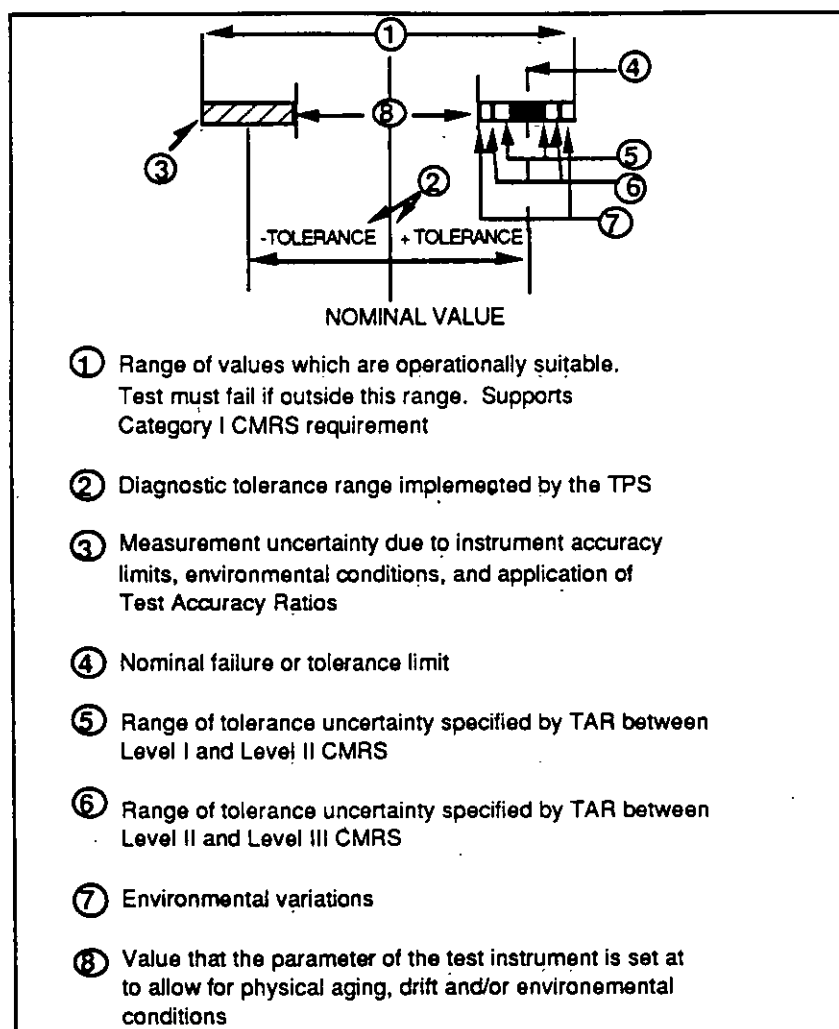 1
4
8
3
5
2
6
7
-TOLERANCE + TOLERANCE
NOMINAL VALUE
1 Range of values which are operationally suitable.
Test must fail if outside this range. Supports
Category I CMRS requirement
2 Diagnostic tolerance range implemented by the TPS
3 Measurement uncertainty due to instrument accuracy
limits, environmental conditions, and application of
Test Accuracy Ratios
4 Nominal failure or tolerance limit
5 Range of tolerance uncertainty specified by TAR between
Level I and Level II CMRS
6 Range of tolerance uncertainty specified by TAR between
Level II and Level III CMRS
7 Environmental variations
8 Value that the parameter of the test instrument is set at
to allow for physical aging, drift and/or environemental
conditions